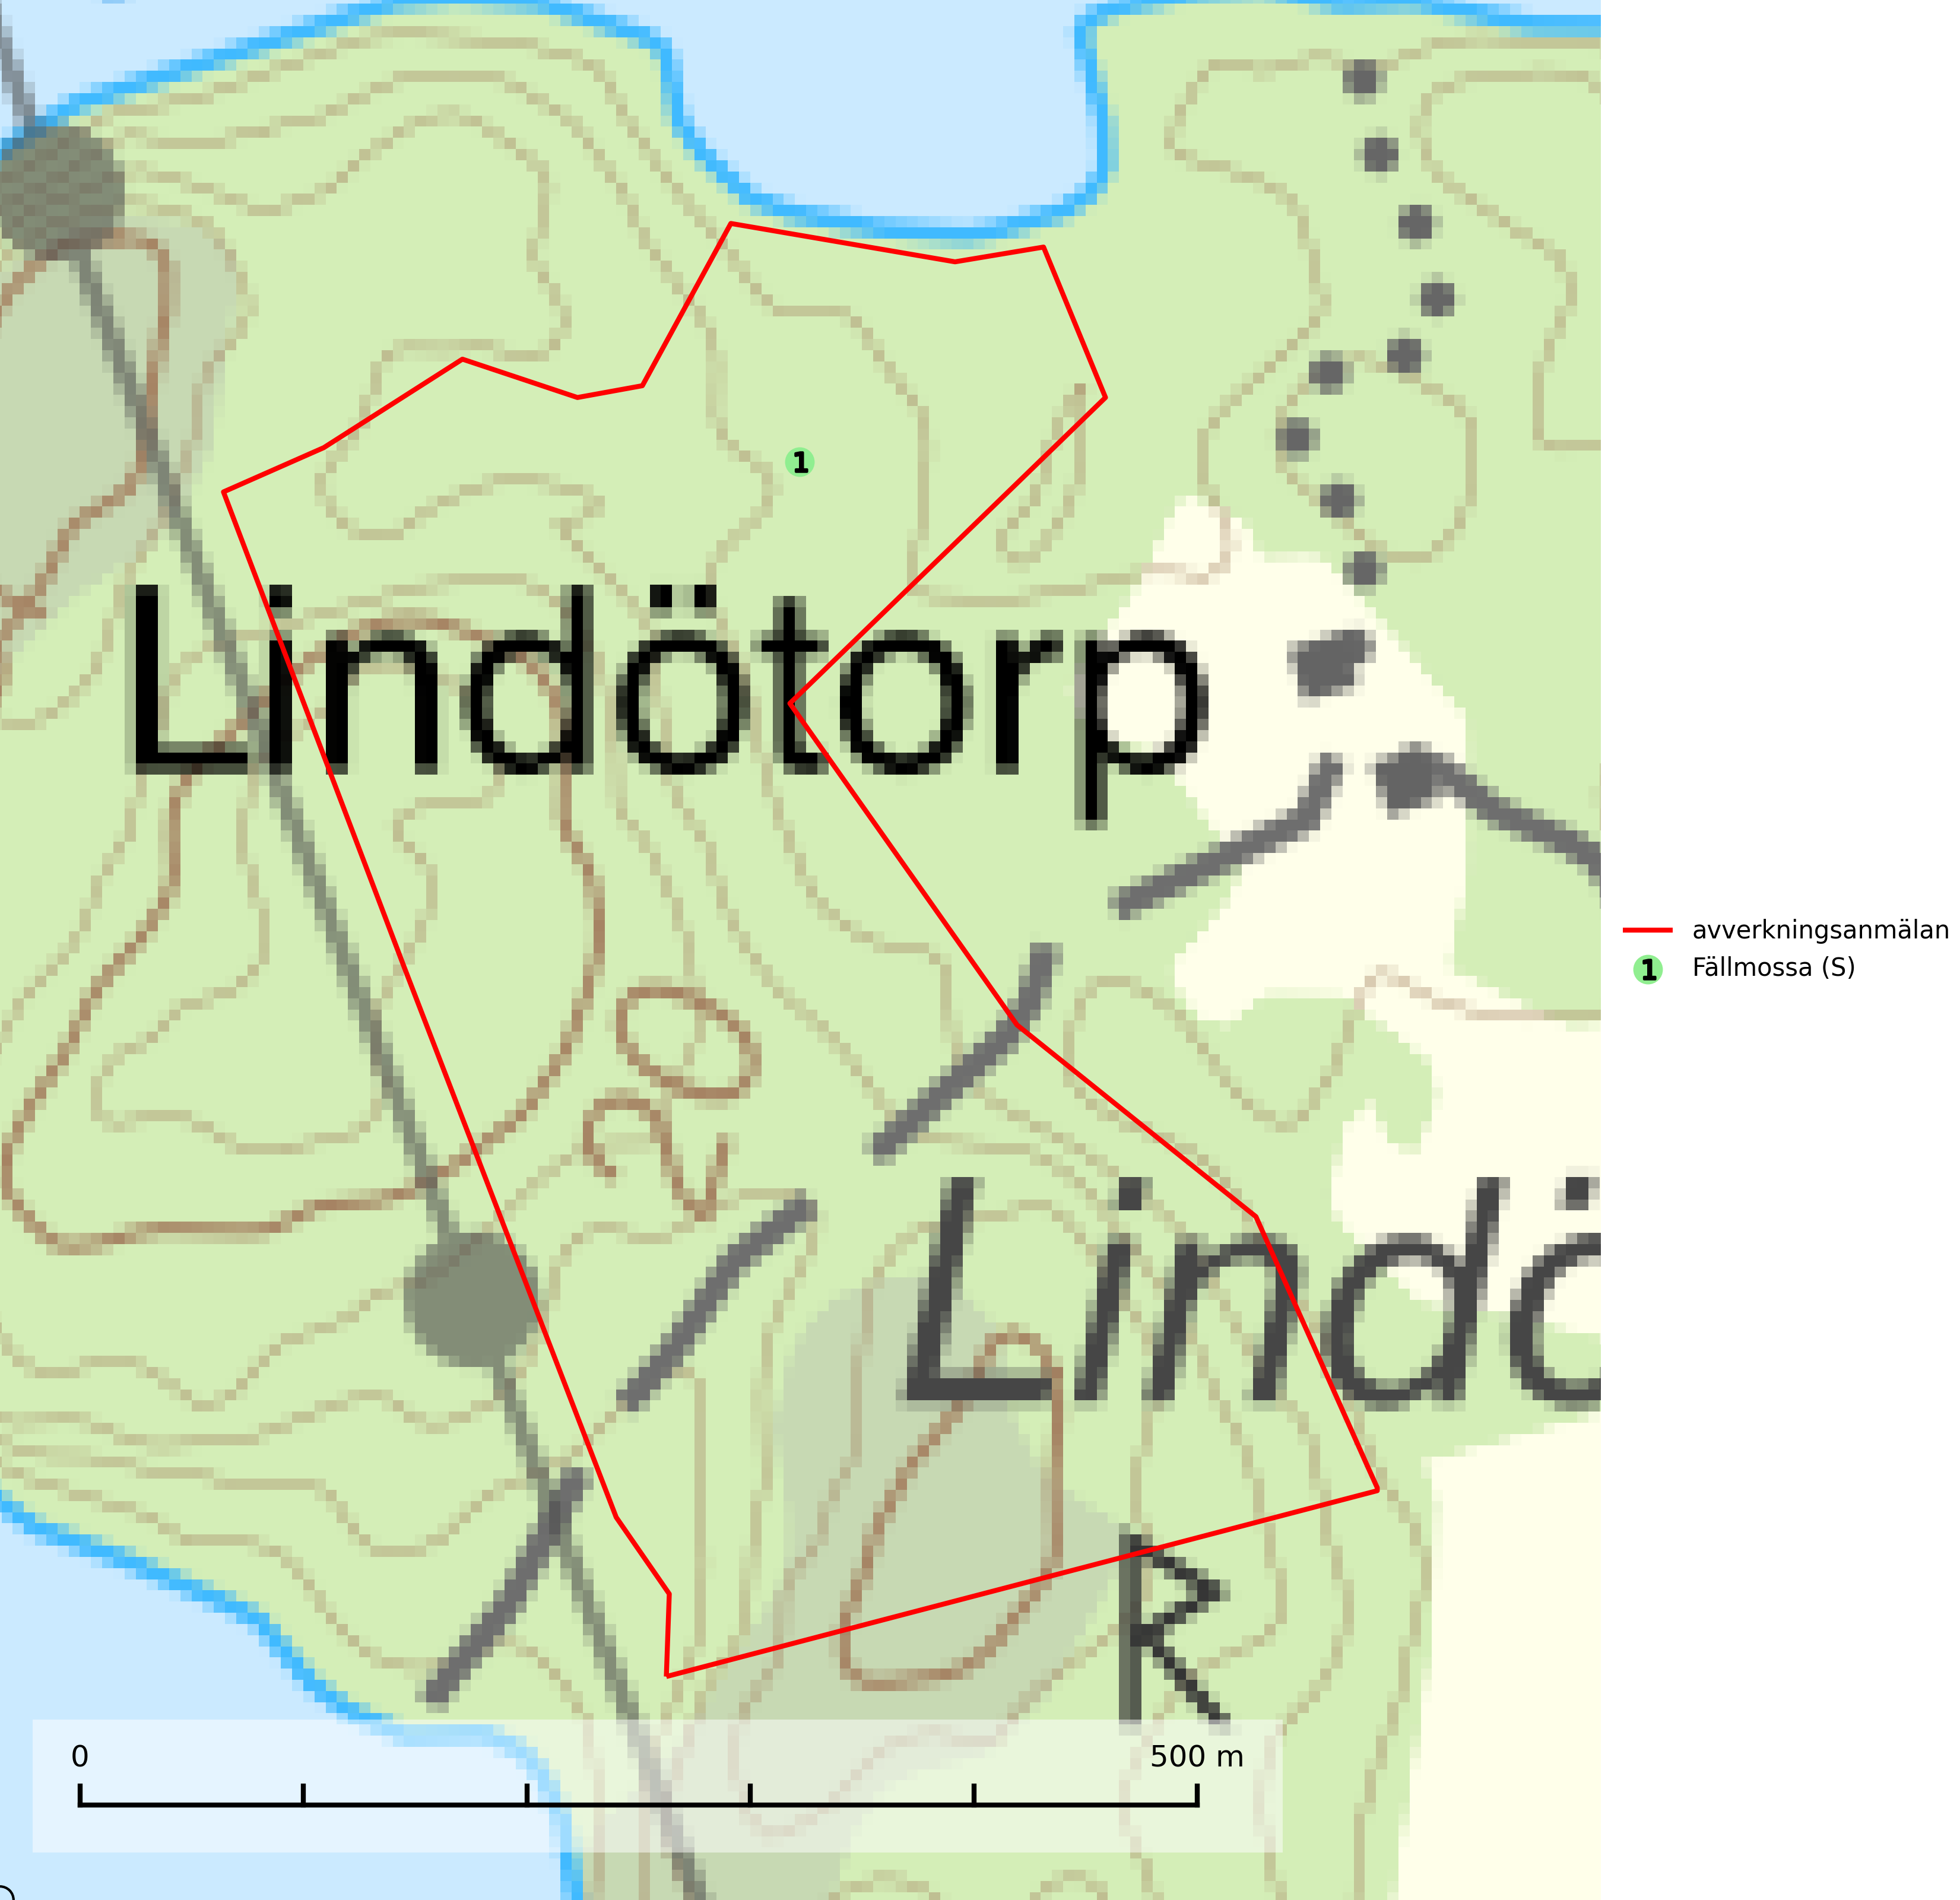 1
Lindötorp
avverkningsanmälan
1 Fällmossa (S)
Lindö
R
0 500 m